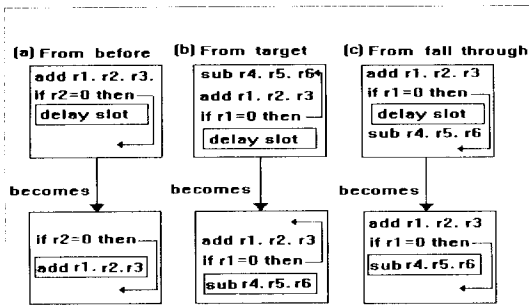 (a) From before
add r1. r2. r3.
if r2=0 then
delay slot
becomes
if r2=0 then
add r1. r2. r3
(b) From target
sub r4. r5. r6
add r1. r2. r3
if r1=0 then
delay slot
becomes
add r1. r2. r3
if r1=0 then
sub r4. r5. r6
(c) From fall through
add r1. r2. r3
if r1=0 then
delay slot
sub r4. r5. r6
becomes
add r1. r2. r3
if r1=0 then
sub r4. r5. r6